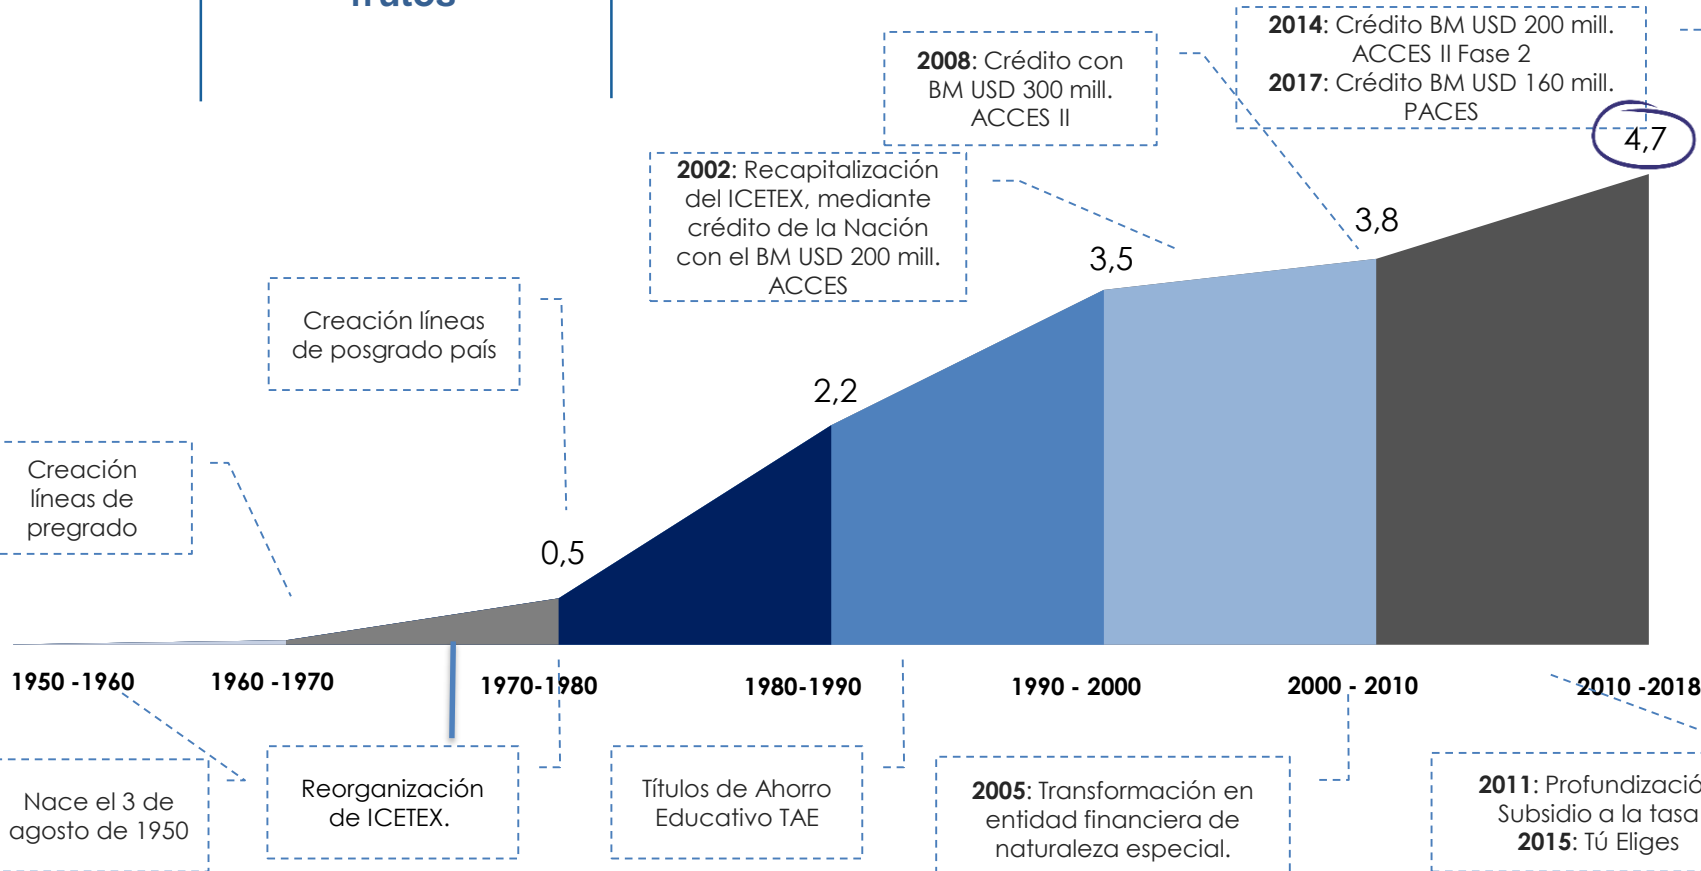 2014: Crédito BM USD 200 mill.
ACCES II Fase 2
2017: Crédito BM USD 160 mill.
PACES
4,7
2008: Crédito con
BM USD 300 mill.
ACCES II
2002: Recapitalización
del ICETEX, mediante
crédito de la Nación
con el BM USD 200 mill.
ACCES
3,8
3,5
Creación líneas
de posgrado país
2,2
Creación
líneas de
pregrado
0,5
1950 -1960
1960 -1970
1970-1980
1980-1990
1990 - 2000
2000 - 2010
2010 -2018
Nace el 3 de
agosto de 1950
Reorganización
de ICETEX.
Títulos de Ahorro
Educativo TAE
2005: Transformación en
entidad financiera de
naturaleza especial.
2011: Profundizació
Subsidio a la tasa
2015: Tú Eliges